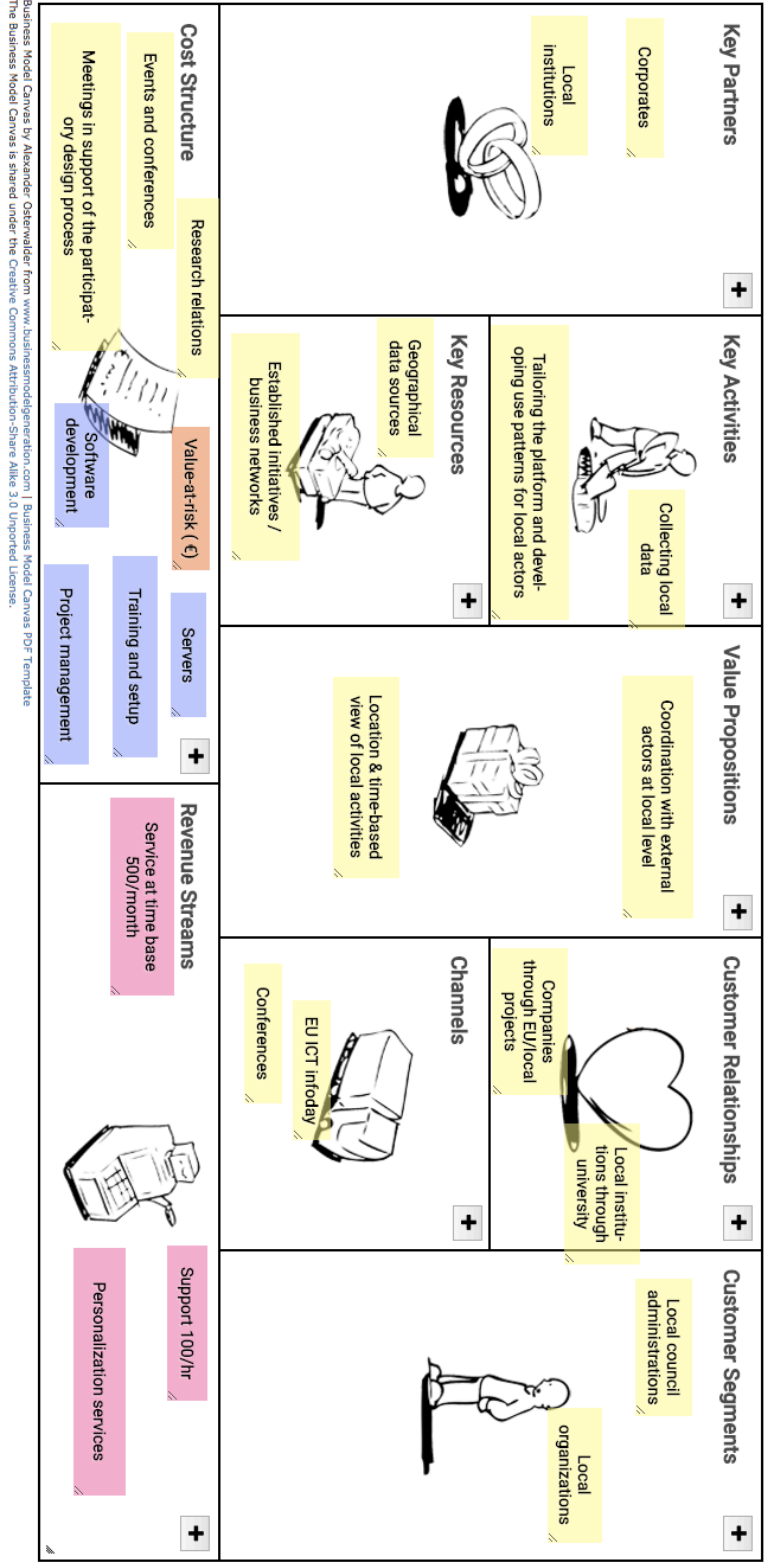 Key Partners
+
Corporates
Local
institutions
Key Activities
+
Collecting local
data
Tailoring the platform and devel-
oping use patterns for local actors
Key Resources
+
Geographical
data sources
Established initiatives /
business networks
Value Propositions
+
Coordination with external
actors at local level
Location & time-based
view of local activities
Customer Relationships
+
Local institu-
tions through
university
Companies
through EU/local
projects
Channels
+
EU ICT infoday
Conferences
Customer Segments
+
Local council
administrations
Local
organizations
Cost Structure
+
Research relations
Events and conferences
Meetings in support of the participat-
ory design process
Value-at-risk ( €)
Software
development
Servers
Training and setup
Project management
Revenue Streams
+
Service at time base
500/month
Support 100/hr
Personalization services
Business Model Canvas by Alexander Osterwalder from www.businessmodelgeneration.com | Business Model Canvas PDF Template
The Business Model Canvas is shared under the Creative Commons Attribution-Share Alike 3.0 Unported License.